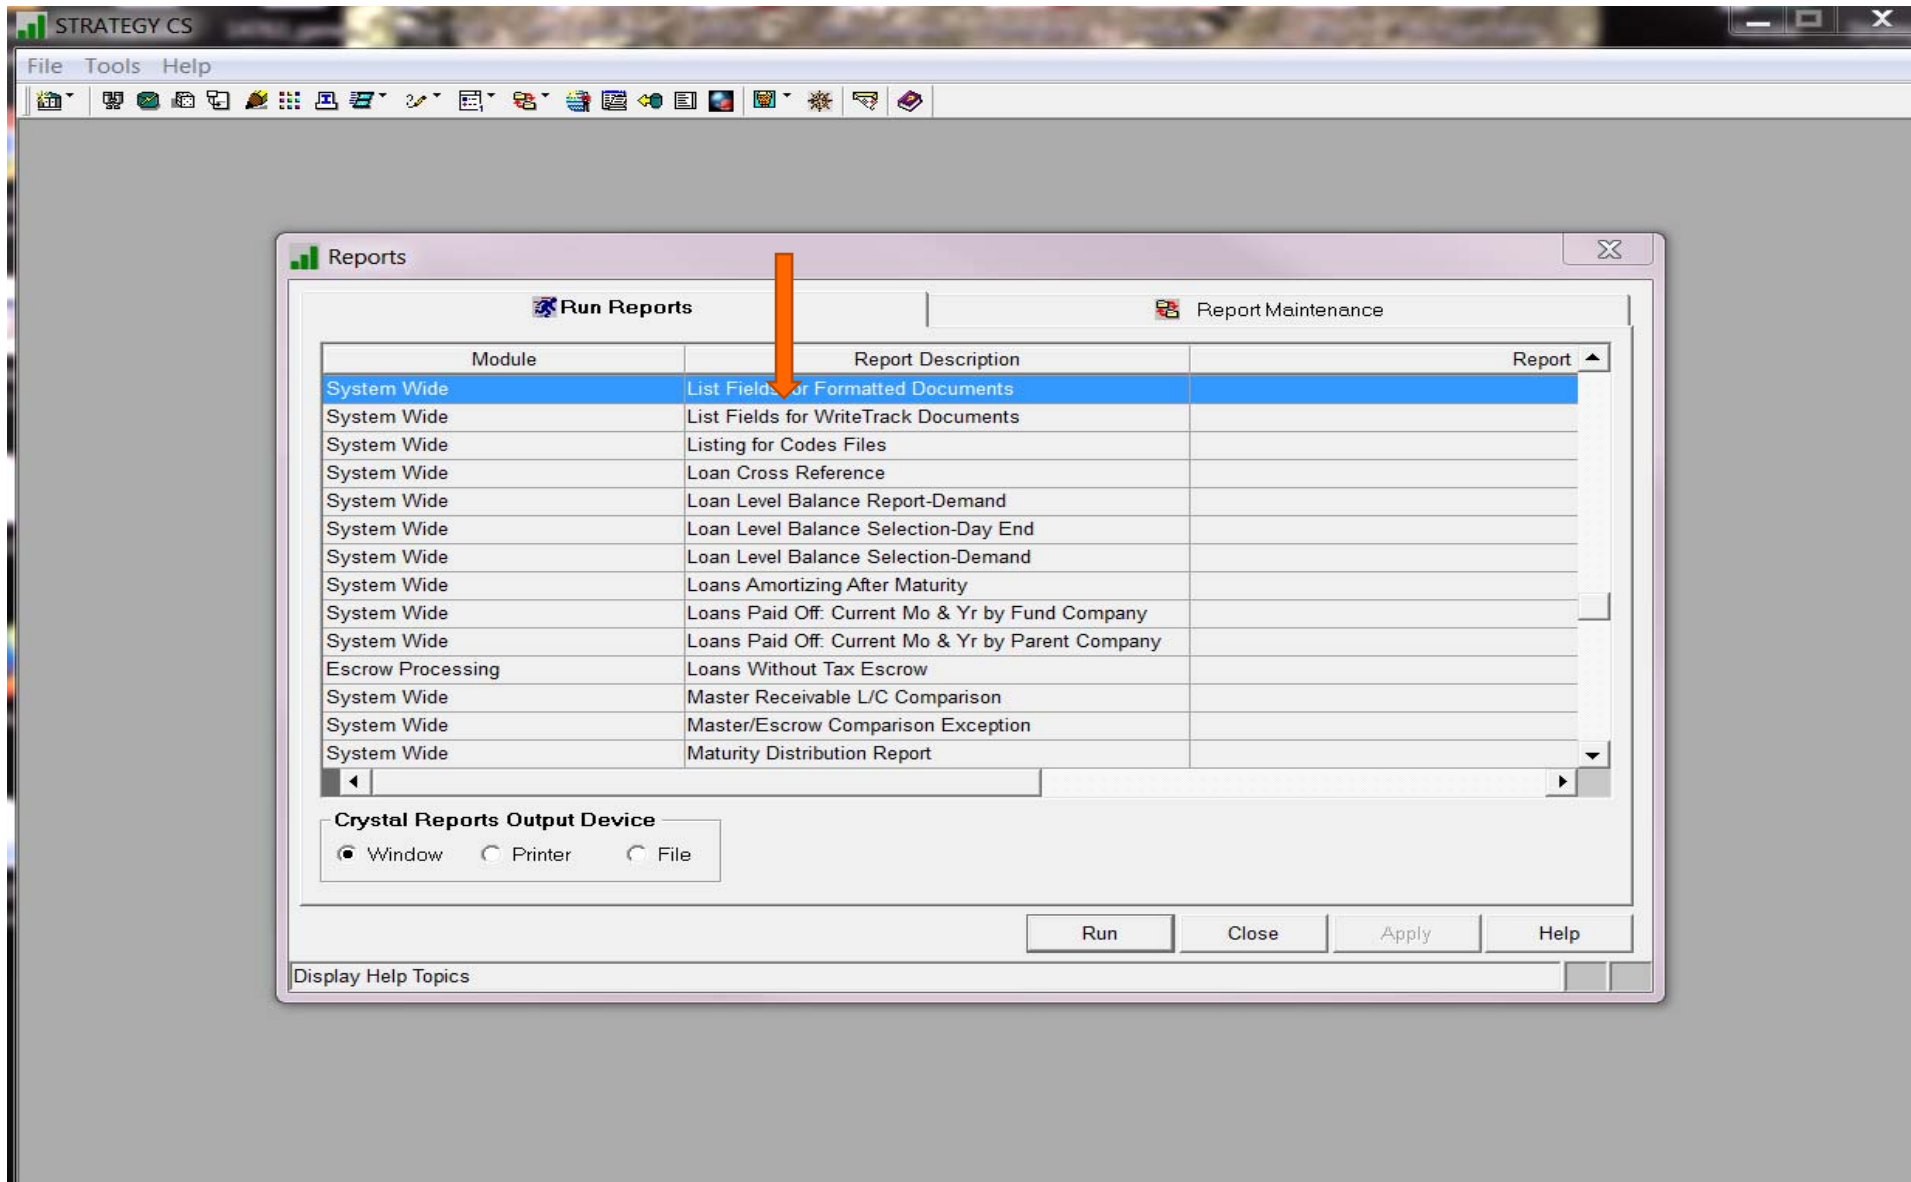 STRATEGY CS
File Tools Help
Reports
Run Reports Report Maintenance
Module Report Description Report
System Wide List Fields for Formatted Documents
System Wide List Fields for WriteTrack Documents
System Wide Listing for Codes Files
System Wide Loan Cross Reference
System Wide Loan Level Balance Report-Demand
System Wide Loan Level Balance Selection-Day End
System Wide Loan Level Balance Selection-Demand
System Wide Loans Amortizing After Maturity
System Wide Loans Paid Off: Current Mo & Yr by Fund Company
System Wide Loans Paid Off: Current Mo & Yr by Parent Company
Escrow Processing Loans Without Tax Escrow
System Wide Master Receivable L/C Comparison
System Wide Master/Escrow Comparison Exception
System Wide Maturity Distribution Report
Crystal Reports Output Device
Window Printer File
Run Close Apply Help
Display Help Topics